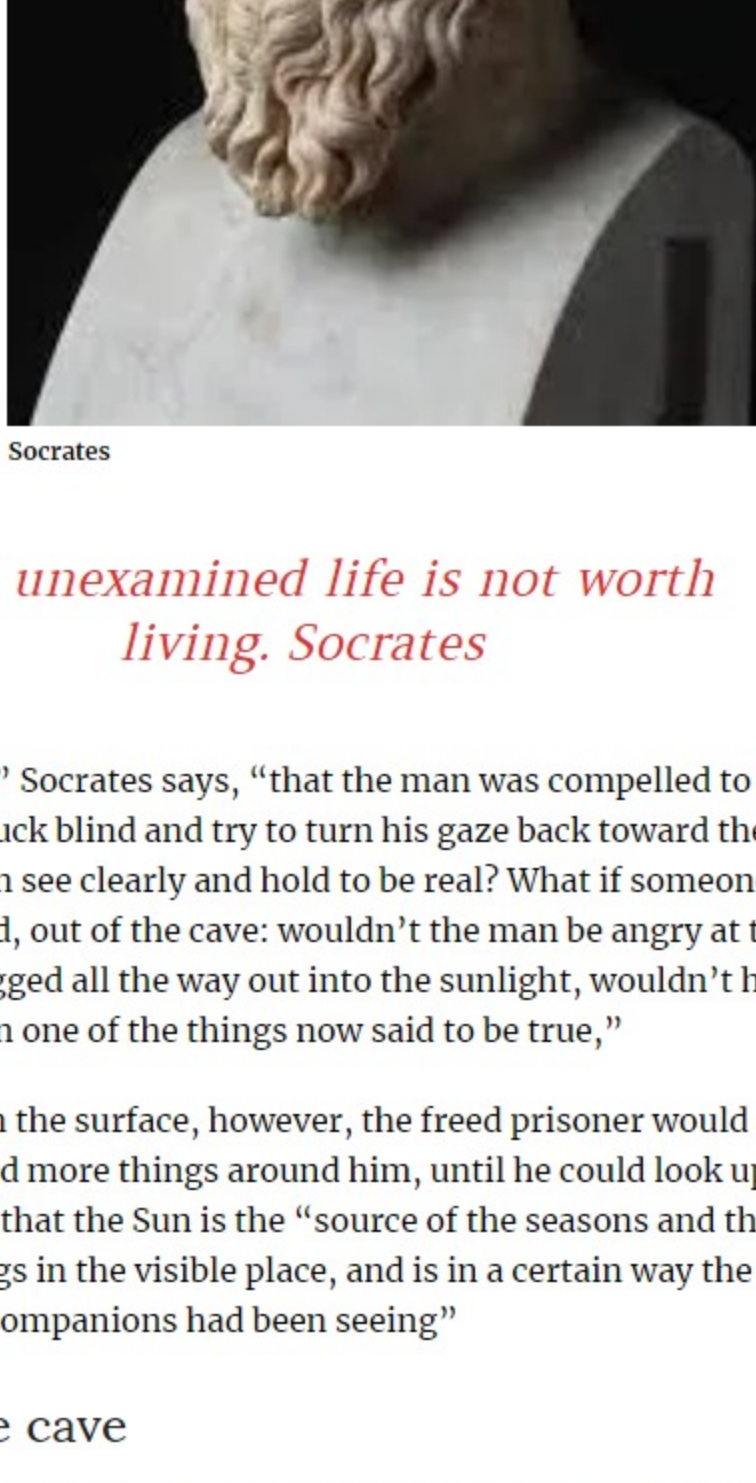 Socrates
unexamined life is not worth
living. Socrates
” Socrates says, “that the man was compelled to
blind and try to turn his gaze back toward
see clearly and hold to be real? What if
out of the cave: wouldn’t the man be angry at
all the way out into the sunlight, wouldn’t
one of the things now said to be true,”
the surface, however, the freed prisoner would
more things around him, until he could look
that the Sun is the “source of the seasons and
in the visible place, and is in a certain way the
had been seeing”
cave